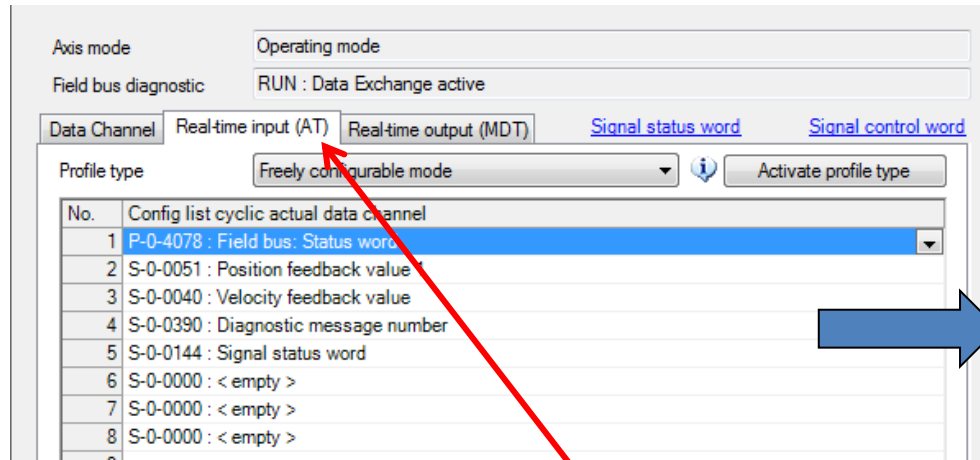 Axis mode Operating mode
Field bus diagnostic RUN : Data Exchange active
Data Channel Real-time input (AT) Real-time output (MDT) Signal status word Signal control word
Profile type Freely configurable mode Activate profile type
No. Config list cyclic actual data channel
1 P-0-4078 : Field bus: Status word
2 S-0-0051 : Position feedback value 1
3 S-0-0040 : Velocity feedback value
4 S-0-0390 : Diagnostic message number
5 S-0-0144 : Signal status word
6 S-0-0000 : < empty >
7 S-0-0000 : < empty >
8 S-0-0000 : < empty >